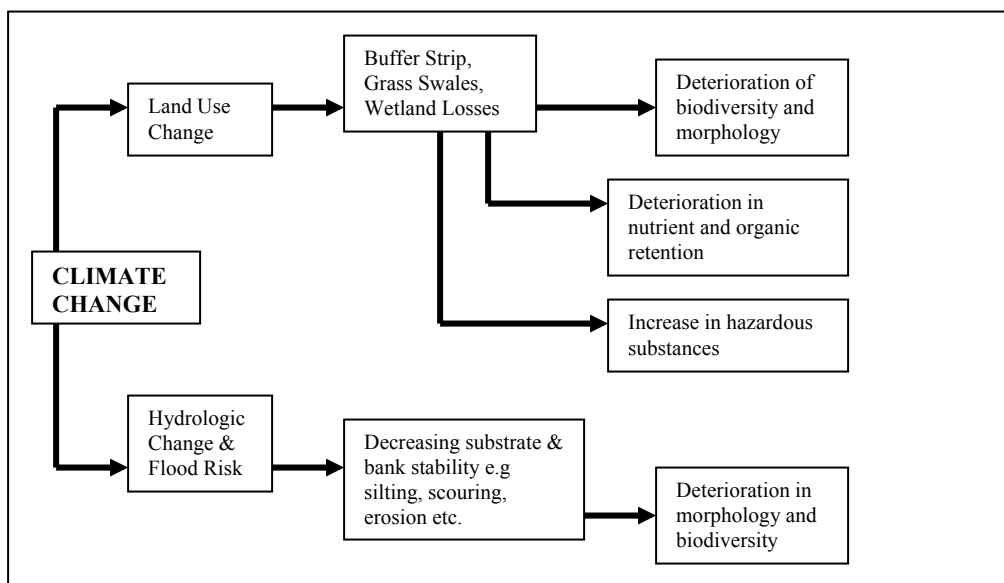 Buffer Strip,
Grass Swales,
Wetland Losses
Deterioration of
biodiversity and
morphology
Land Use
Change
Deterioration in
nutrient and organic
retention
CLIMATE
CHANGE
Increase in hazardous
substances
Hydrologic
Change &
Flood Risk
Decreasing substrate &
bank stability e.g
silting, scouring,
erosion etc.
Deterioration in
morphology and
biodiversity